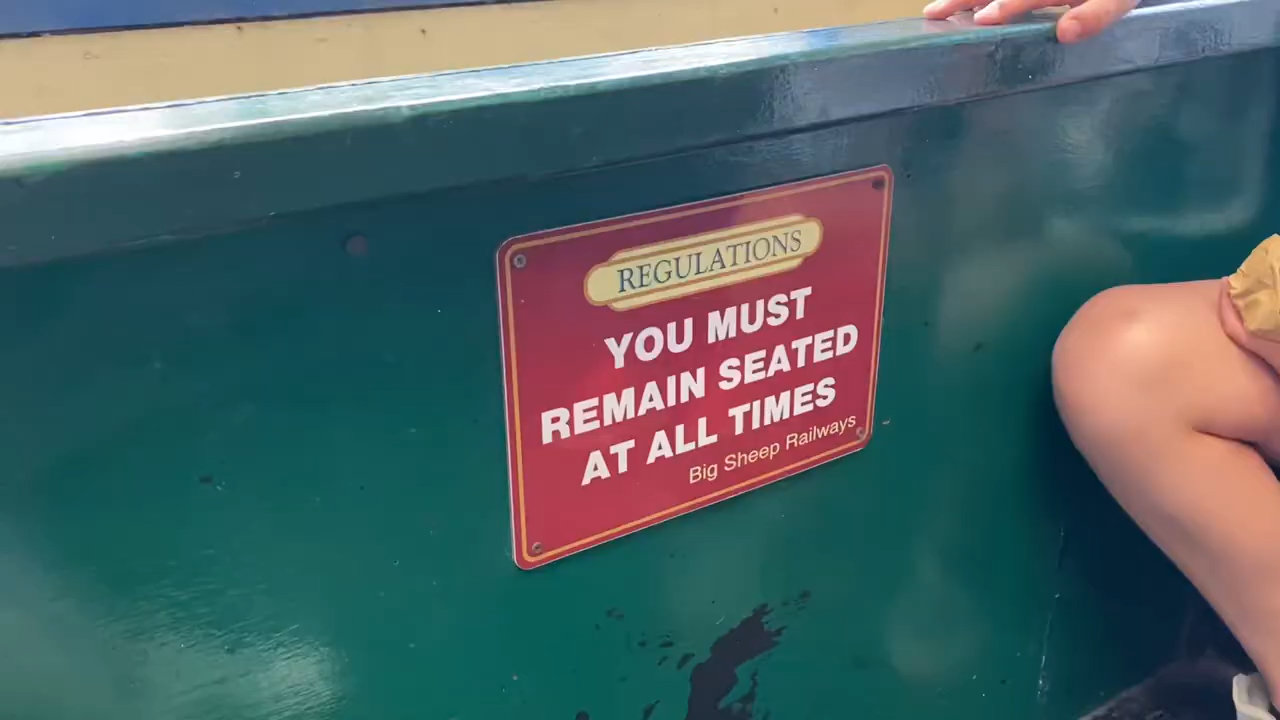 REGULATIONS
YOU MUST
REMAIN SEATED
AT ALL TIMES
Big Sheep Railways